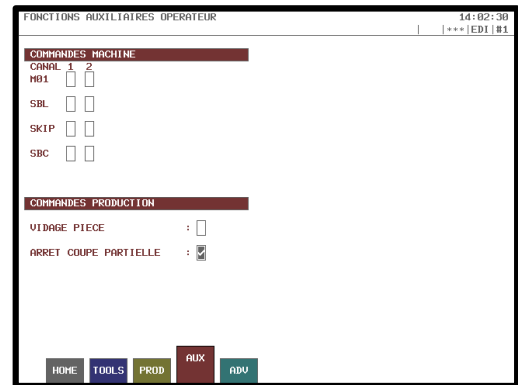 FONCTIONS AUXILIAIRES OPERATEUR 14:02:30
| |***|EDI|#1
COMMANDES MACHINE
CANAL 1 2
M01
SBL
SKIP
SBC
COMMANDES PRODUCTION
VIDAGE PIECE :
ARRET COUPE PARTIELLE :
HOME TOOLS PROD AUX ADV